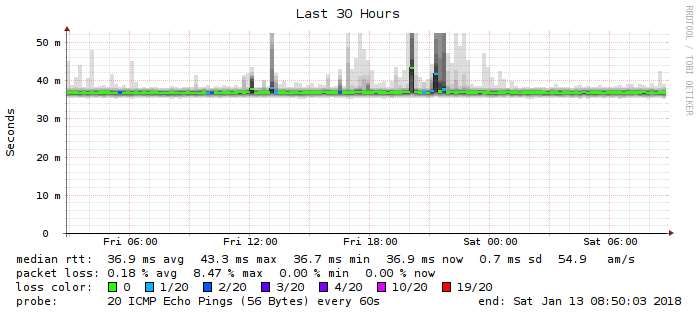 Last 30 Hours
RRDTOOL / TOBI OETIKER
Seconds
50 m
40 m
30 m
20 m
10 m
0
Fri 06:00 Fri 12:00 Fri 18:00 Sat 00:00 Sat 06:00
median rtt: 36.9 ms avg 43.3 ms max 36.7 ms min 36.9 ms now 0.7 ms sd 54.9 am/s
packet loss: 0.18 % avg 8.47 % max 0.00 % min 0.00 % now
loss color: 0 1/20 2/20 3/20 4/20 10/20 19/20
probe: 20 ICMP Echo Pings (56 Bytes) every 60s end: Sat Jan 13 08:50:03 2018